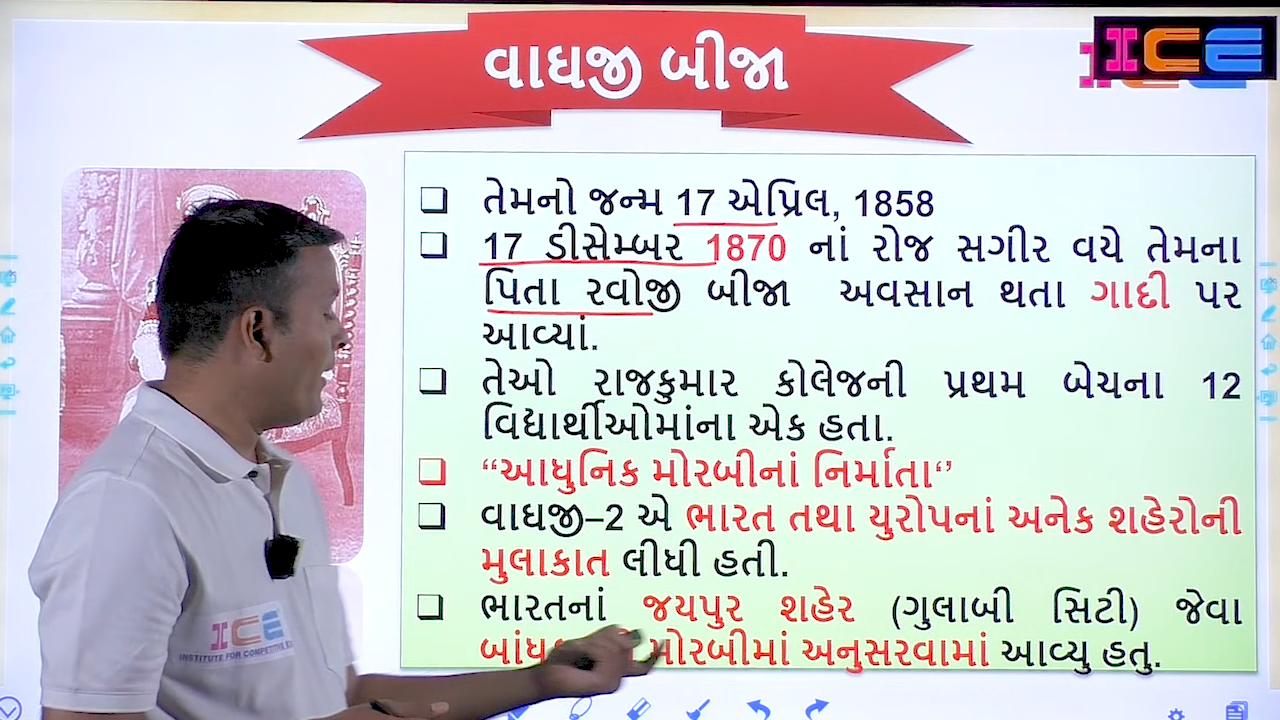 વાઘજી બીજા
ICE
તેમનો જન્મ 17 એપ્રિલ, 1858
17 ડીસેમ્બર 1870 નાં રોજ સગીર વયે તેમના
પિતા રવોજી બીજા અવસાન થતા ગાદી પર
આવ્યાં.
તેઓ રાજકુમાર કોલેજની પ્રથમ બેચના 12
વિદ્યાર્થીઓમાંના એક હતા.
“આધુનિક મોરબીનાં નિર્માતા‘’
વાઘજી–2 એ ભારત તથા યુરોપનાં અનેક શહેરોની
મુલાકાત લીધી હતી.
ભારતનાં જયપુર શહેર (ગુલાબી સિટી) જેવા
મોરબીમાં અનુસરવામાં આવ્યુ હતુ.
ICE
INSTITUTE FOR